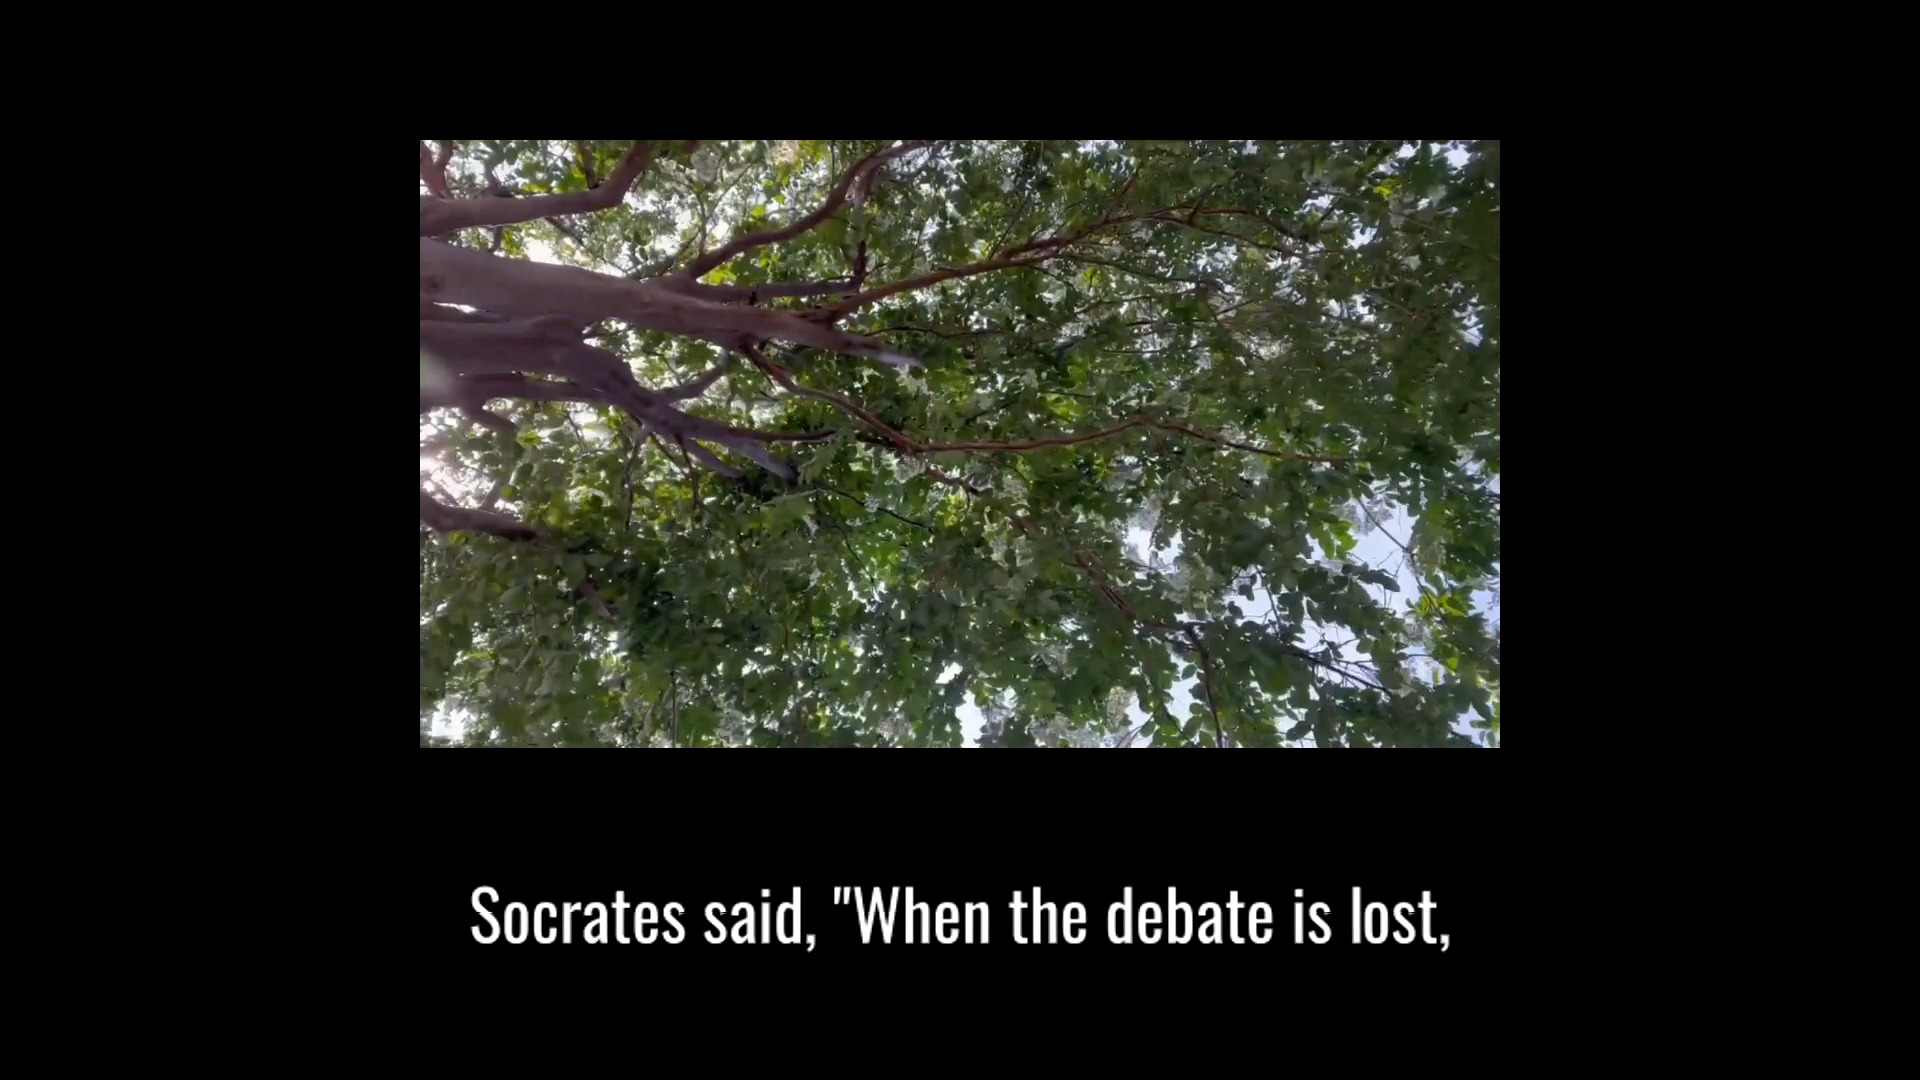 Socrates said, "When the debate is lost,